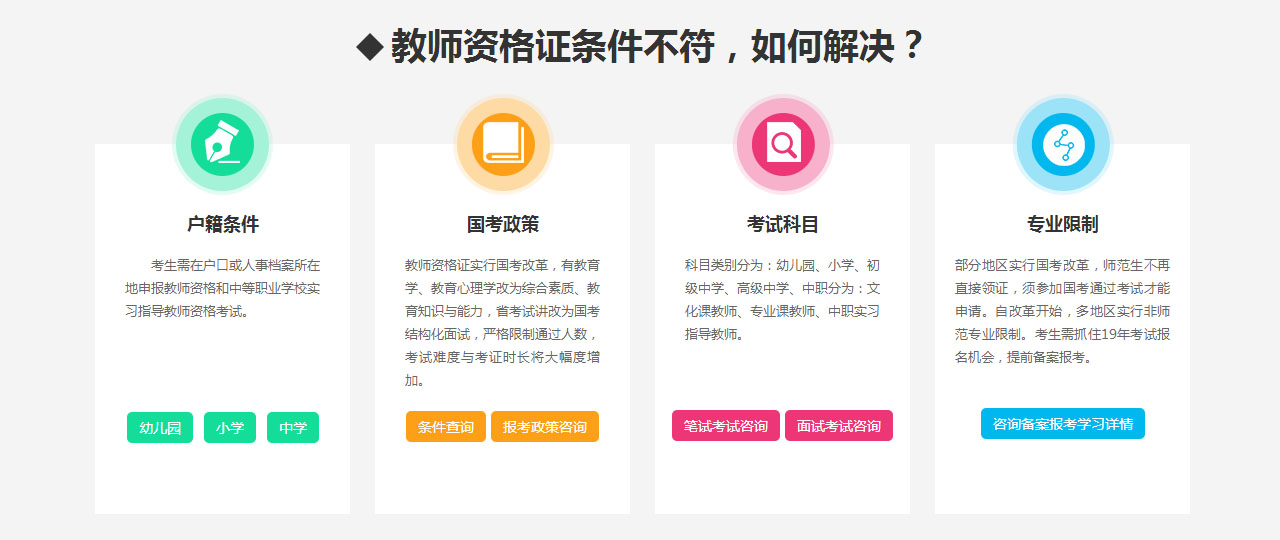 ◆教师资格证条件不符，如何解决？
户籍条件
考生需在户口或人事档案所在
地申报教师资格和中等职业学校实
习指导教师资格考试。
幼儿园
小学
中学
国考政策
教师资格证实行国考改革，有教育
学、教育心理学改为综合素质、教
育知识与能力，省考试讲改为国考
结构化面试，严格限制通过人数，
考试难度与考证时长将大幅度增
加。
条件查询
报考政策咨询
考试科目
科目类别分为：幼儿园、小学、初
级中学、高级中学、中职分为：文
化课教师、专业课教师、中职实习
指导教师。
笔试考试咨询
面试考试咨询
专业限制
部分地区实行国考改革，师范生不再
直接领证，须参加国考通过考试才能
申请。自改革开始，多地区实行非师
范专业限制。考生需抓住19年考试报
名机会，提前备案报考。
咨询备案报考学习详情